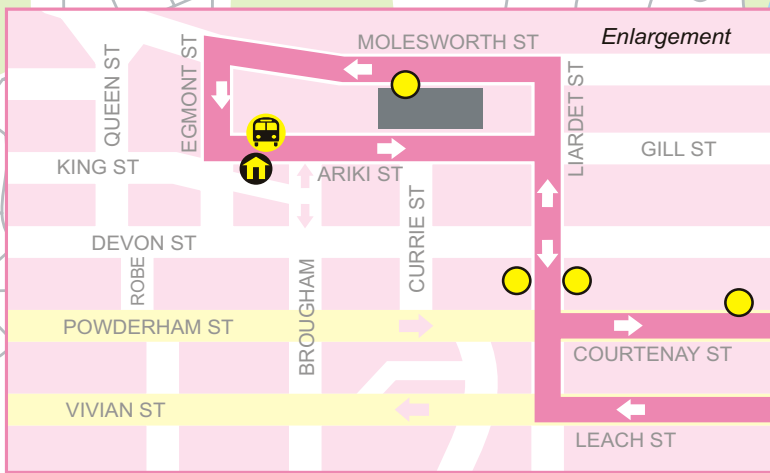 MOLESWORTH ST
Enlargement
QUEEN ST
EGMONT ST
LIARDET ST
GILL ST
KING ST
ARIKI ST
CURRIE ST
DEVON ST
ROBE
BROUGHAM
POWDERHAM ST
COURTENAY ST
VIVIAN ST
LEACH ST